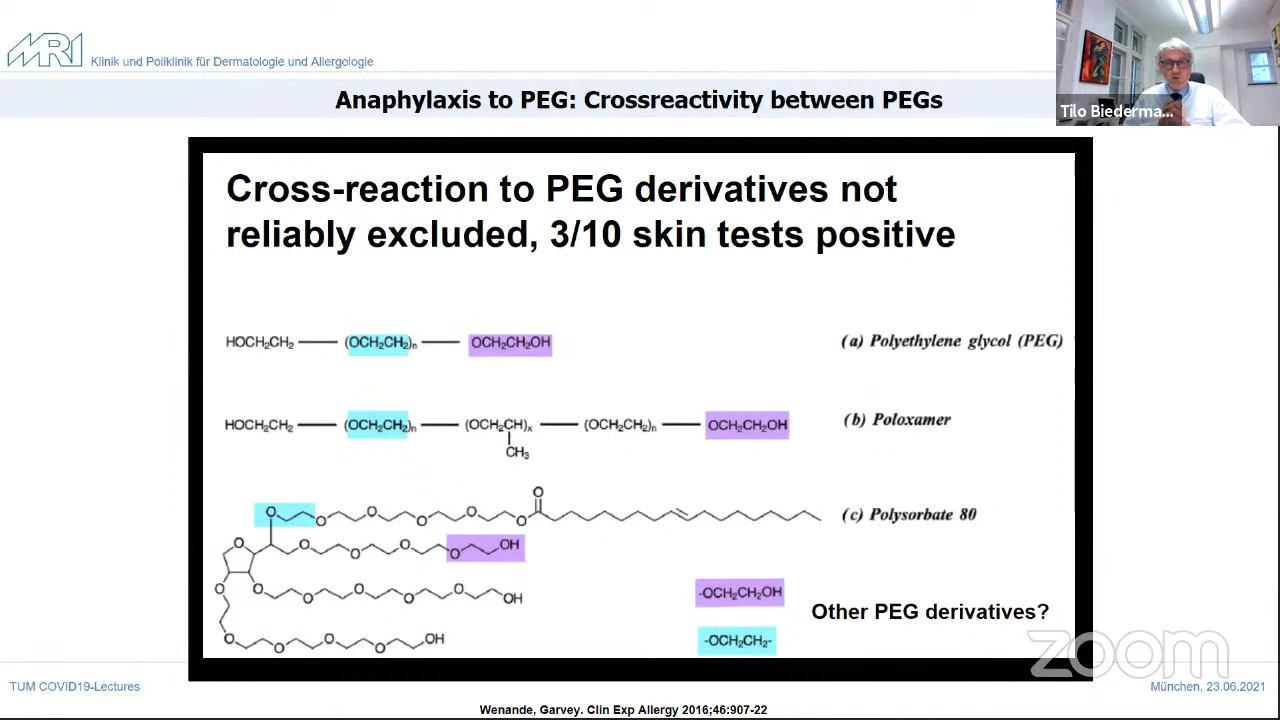 MRI
Klinik und Poliklinik für Dermatologie und Allergologie
Anaphylaxis to PEG: Crossreactivity between PEGs
Tilo Biederma...
Cross-reaction to PEG derivatives not
reliably excluded, 3/10 skin tests positive
HOCH₂CH₂ — (OCH₂CH₂)ₙ — OCH₂CH₂OH
(a) Polyethylene glycol (PEG)
HOCH₂CH₂ — (OCH₂CH₂)ₙ — (OCH₂CH)ₓ — (OCH₂CH₂)ₙ — OCH₂CH₂OH
(b) Poloxamer
CH₃
O
O O O O O O
(c) Polysorbate 80
O O O O O OH
O O O O O O OH
O O O O OH
-OCH₂CH₂OH
Other PEG derivatives?
-OCH₂CH₂-
zoom
TUM COVID19-Lectures
München, 23.06.2021
Wenande, Garvey. Clin Exp Allergy 2016;46:907-22